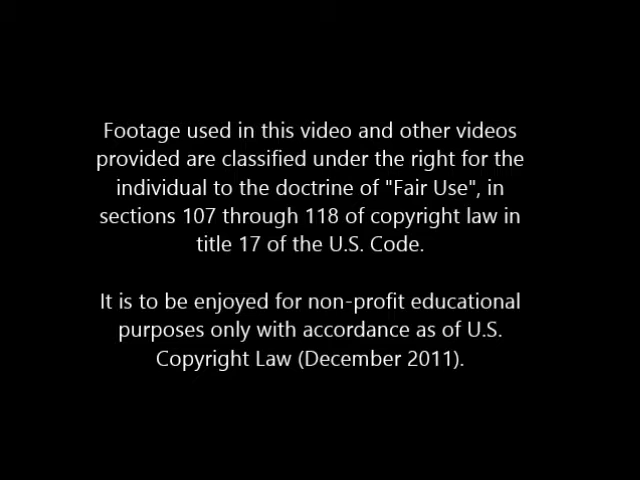 Footage used in this video and other videos
provided are classified under the right for the
individual to the doctrine of "Fair Use", in
sections 107 through 118 of copyright law in
title 17 of the U.S. Code.
It is to be enjoyed for non-profit educational
purposes only with accordance as of U.S.
Copyright Law (December 2011).